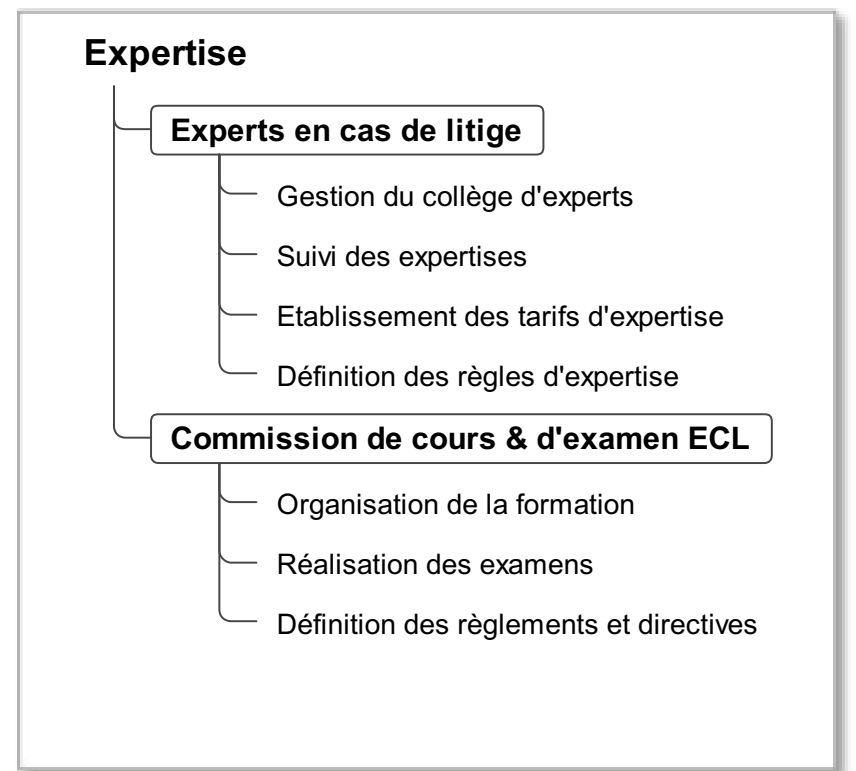 Expertise
Experts en cas de litige
Gestion du collège d'experts
Suivi des expertises
Etablissement des tarifs d'expertise
Définition des règles d'expertise
Commission de cours & d'examen ECL
Organisation de la formation
Réalisation des examens
Définition des règlements et directives